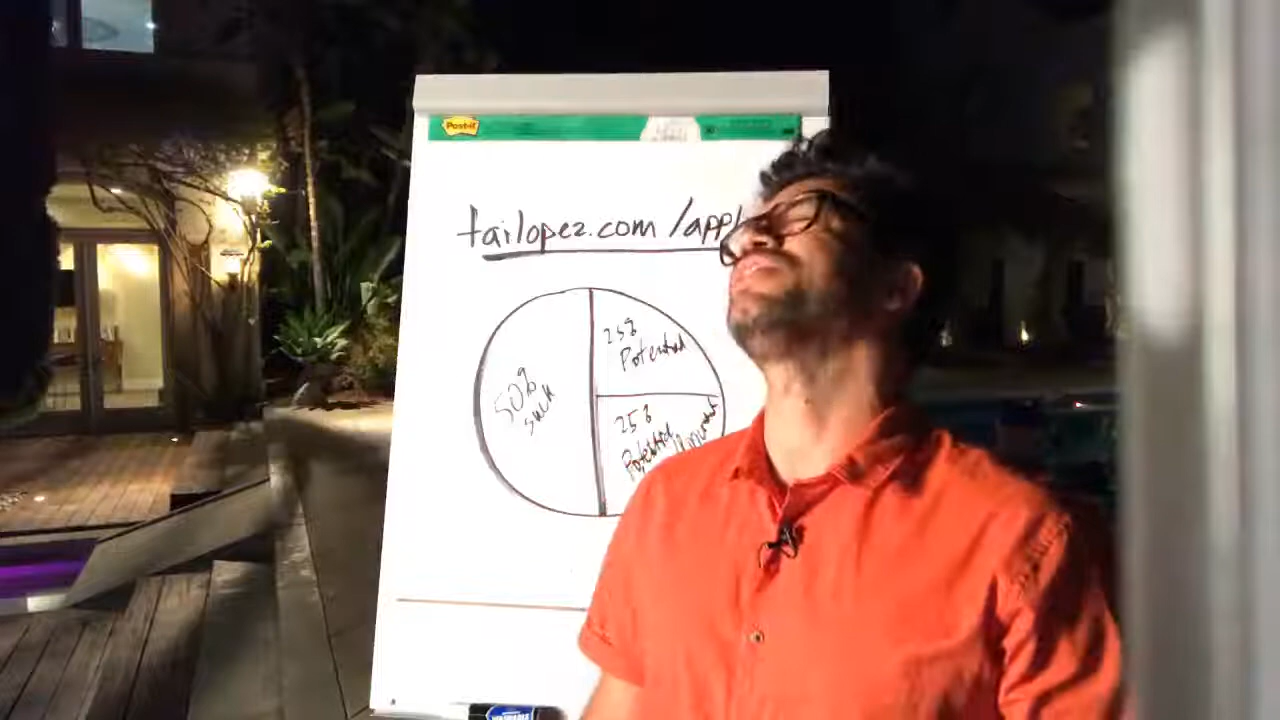 Post-it
tailopez.com/appl
50%
suck
25%
Potential
25%
Potential